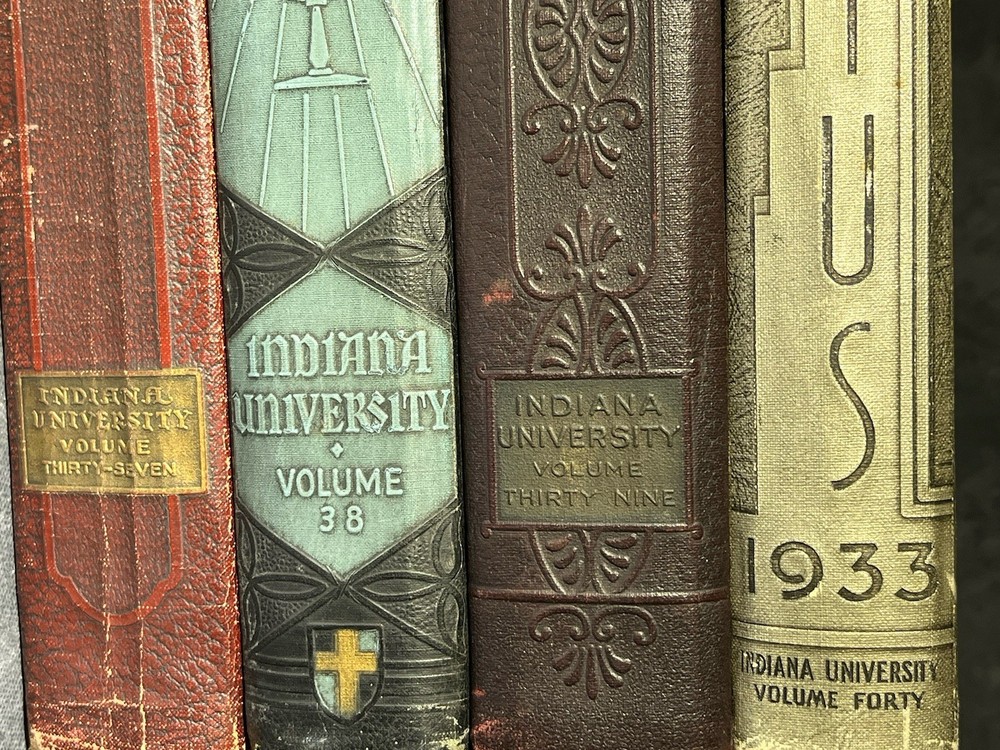 INDIANA
UNIVERSITY
VOLUME
THIRTY-SEVEN
INDIANA
UNIVERSITY
VOLUME
38
INDIANA
UNIVERSITY
VOLUME
THIRTY NINE
U
S
1933
INDIANA UNIVERSITY
VOLUME FORTY